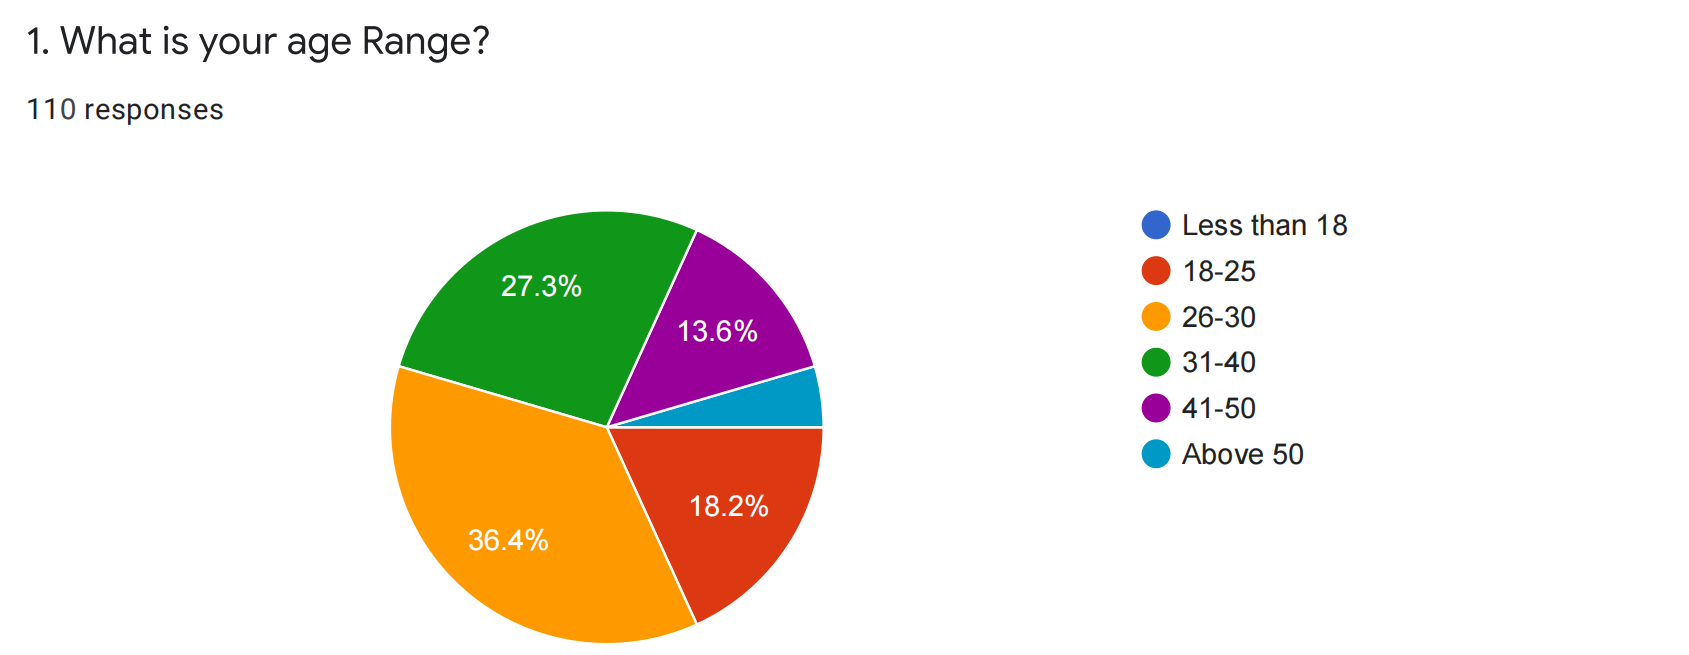 1. What is your age Range?
110 responses
27.3%
13.6%
18.2%
36.4%
Less than 18
18-25
26-30
31-40
41-50
Above 50